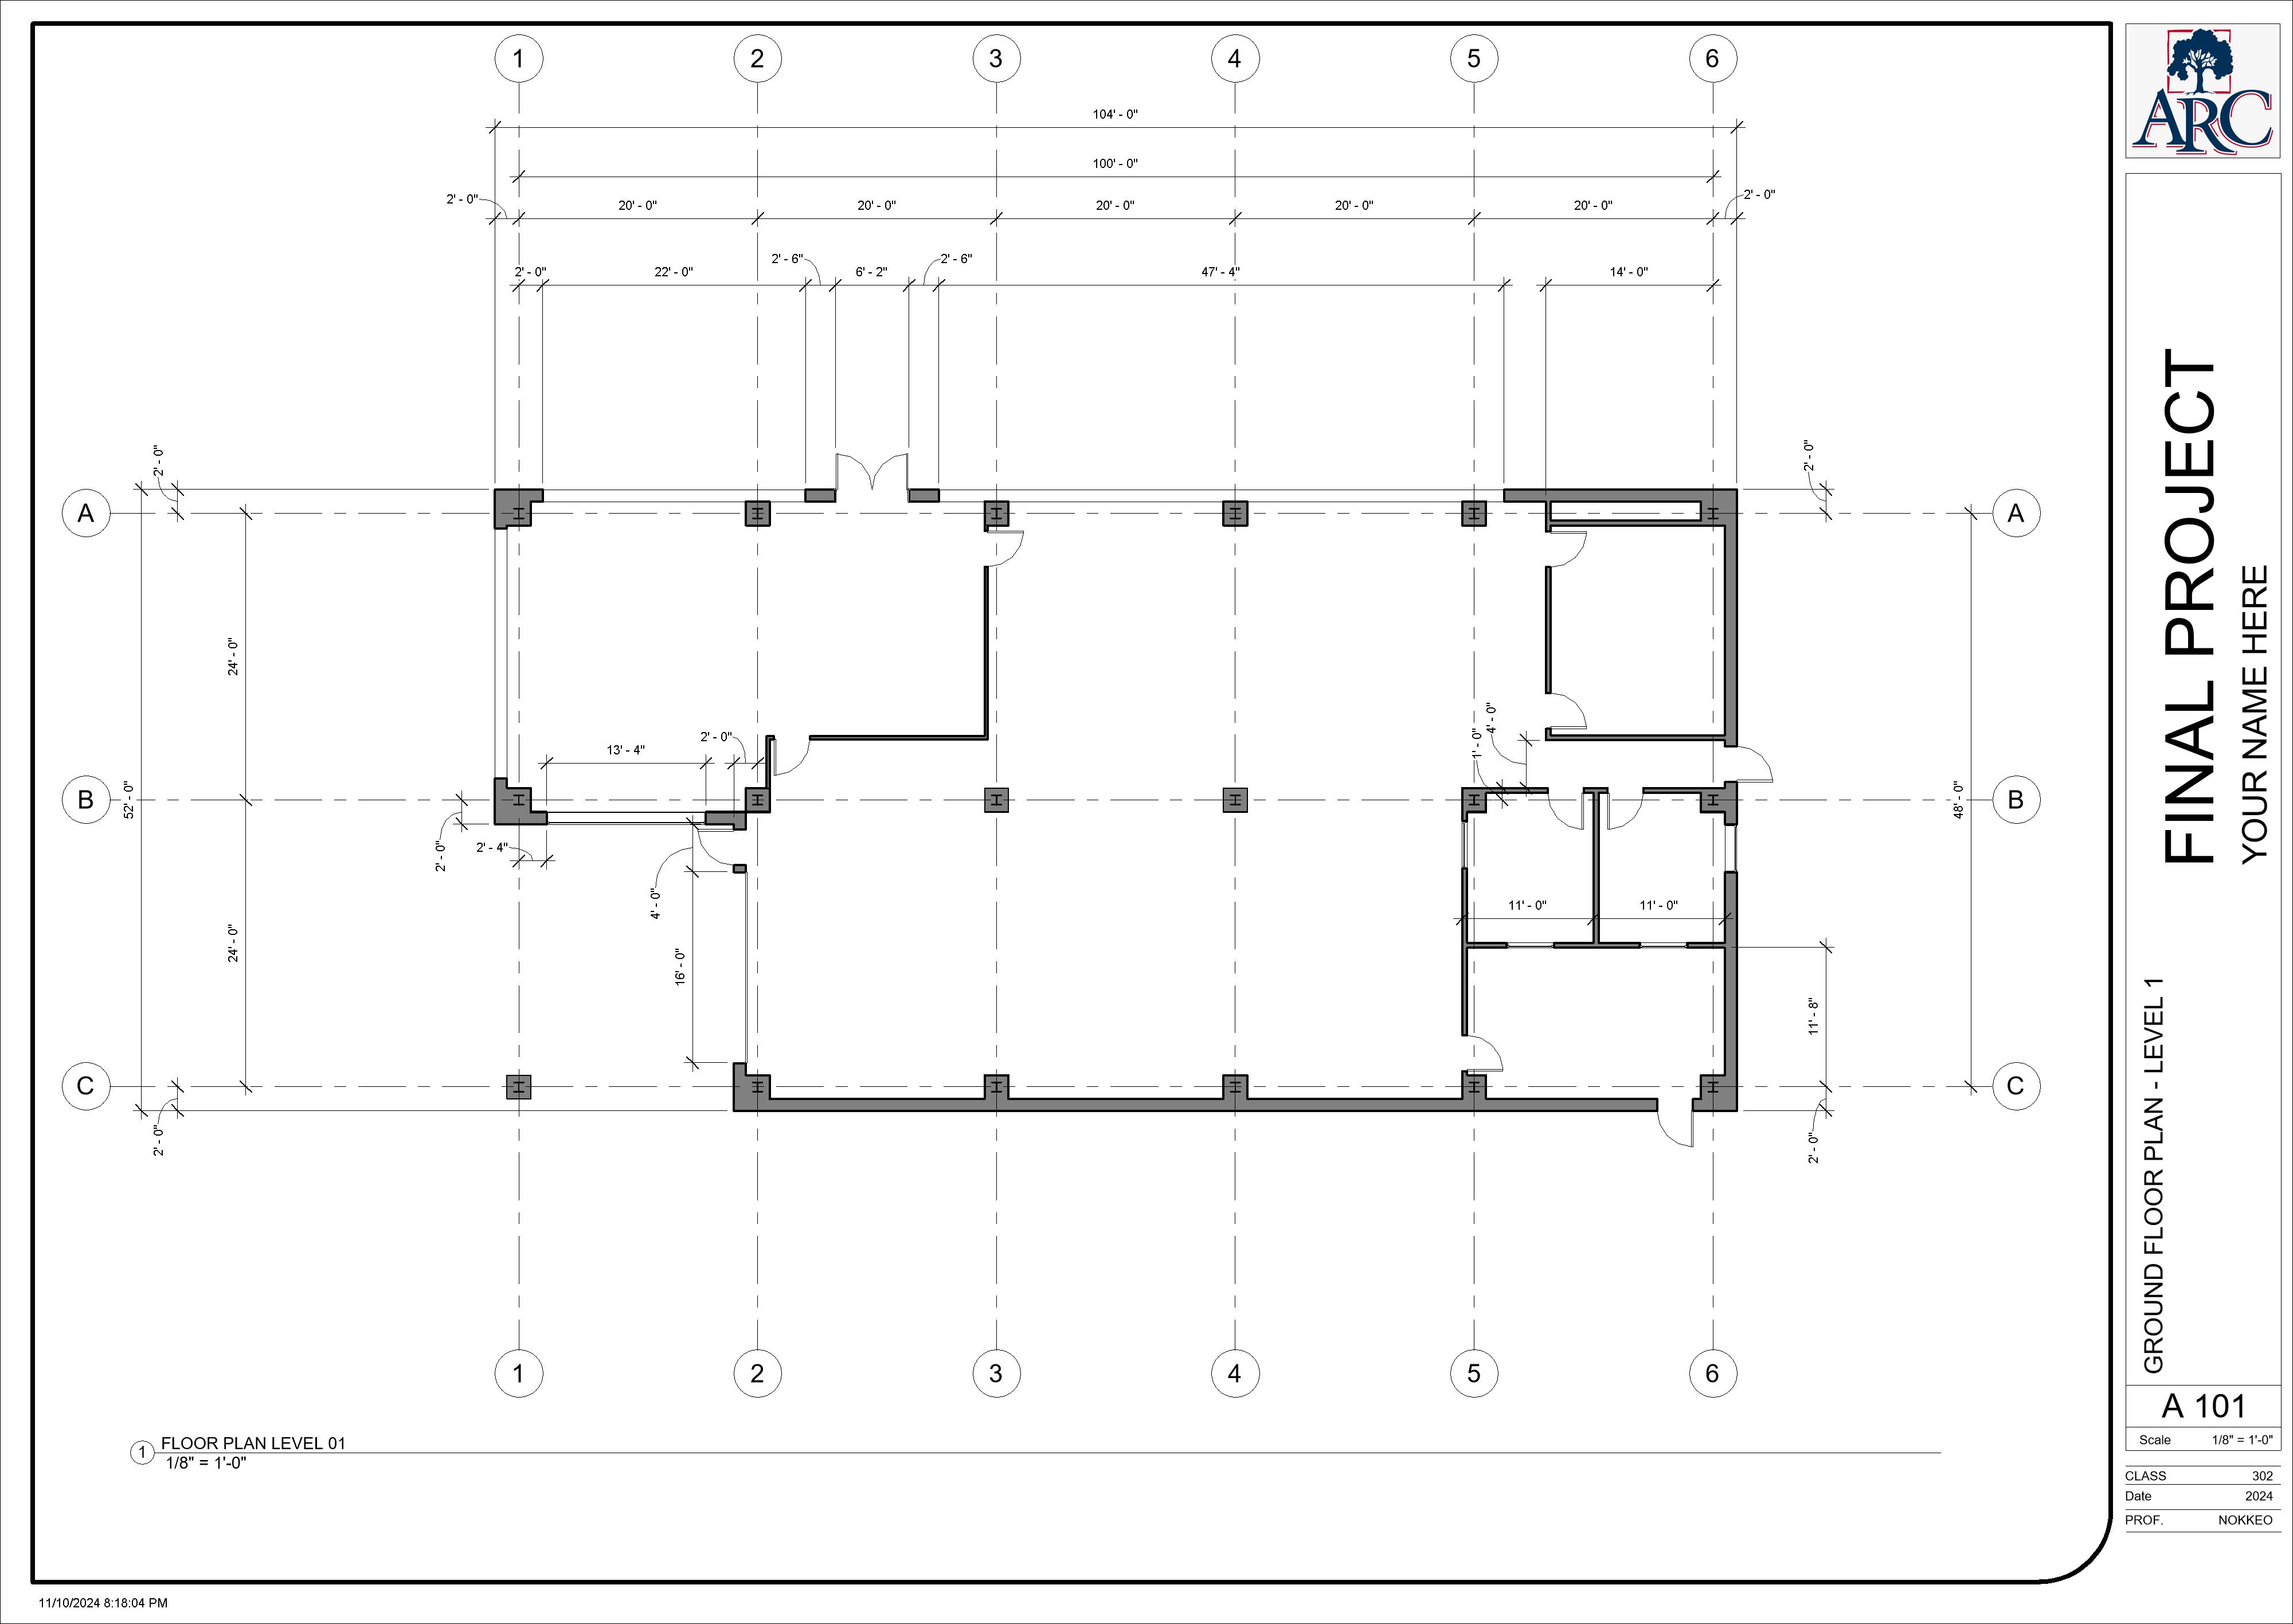 1 2 3 4 5 6
104' - 0"
100' - 0"
2' - 0" 20' - 0" 20' - 0" 20' - 0" 20' - 0" 20' - 0" 2' - 0"
2' - 0" 22' - 0" 2' - 6" 6' - 2" 2' - 6" 47' - 4" 14' - 0"
2' - 0" 2' - 0"
A A
24' - 0"
13' - 4" 2' - 0" 1' - 0" 4' - 0"
B 52' - 0" 48' - 0" B
2' - 0" 2' - 4" 4' - 0"
11' - 0" 11' - 0"
24' - 0" 16' - 0" 11' - 8"
C C
2' - 0" 2' - 0"
1 2 3 4 5 6
1 FLOOR PLAN LEVEL 01
1/8" = 1'-0"
11/10/2024 8:18:04 PM
ARC
FINAL PROJECT
YOUR NAME HERE
GROUND FLOOR PLAN - LEVEL 1
A 101
Scale 1/8" = 1'-0"
CLASS 302
Date 2024
PROF. NOKKEO